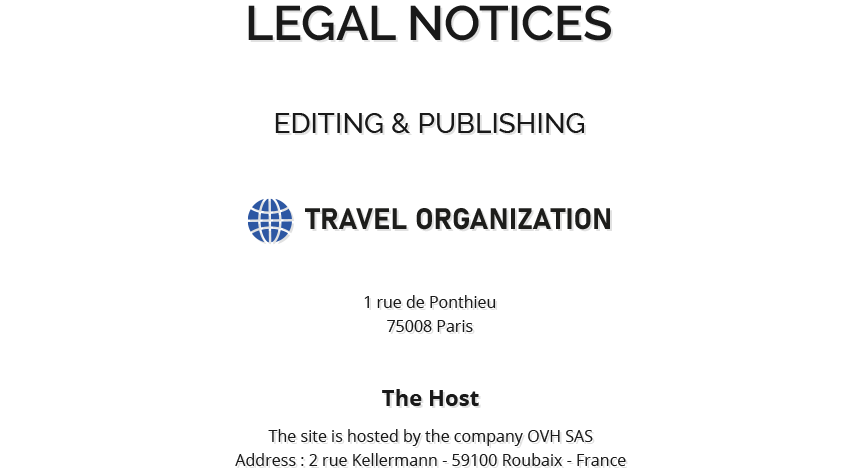 LEGAL NOTICES
EDITING & PUBLISHING
TRAVEL ORGANIZATION
1 rue de Ponthieu
75008 Paris
The Host
The site is hosted by the company OVH SAS
Address : 2 rue Kellermann - 59100 Roubaix - France